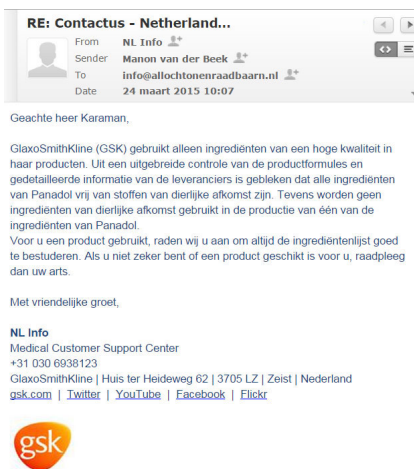 RE: Contactus - Netherland...
From NL Info
Sender Manon van der Beek
To info@allochtonenraadbaarn.nl
Date 24 maart 2015 10:07
Geachte heer Karaman,
GlaxoSmithKline (GSK) gebruikt alleen ingrediënten van een hoge kwaliteit in
haar producten. Uit een uitgebreide controle van de productformules en
gedetailleerde informatie van de leveranciers is gebleken dat alle ingrediënten
van Panadol vrij van stoffen van dierlijke afkomst zijn. Tevens worden geen
ingrediënten van dierlijke afkomst gebruikt in de productie van één van de
ingrediënten van Panadol.
Voor u een product gebruikt, raden wij u aan om altijd de ingrediëntenlijst goed
te bestuderen. Als u niet zeker bent of een product geschikt is voor u, raadpleeg
dan uw arts.
Met vriendelijke groet,
NL Info
Medical Customer Support Center
+31 030 6938123
GlaxoSmithKline | Huis ter Heideweg 62 | 3705 LZ | Zeist | Nederland
gsk.com | Twitter | YouTube | Facebook | Flickr
gsk